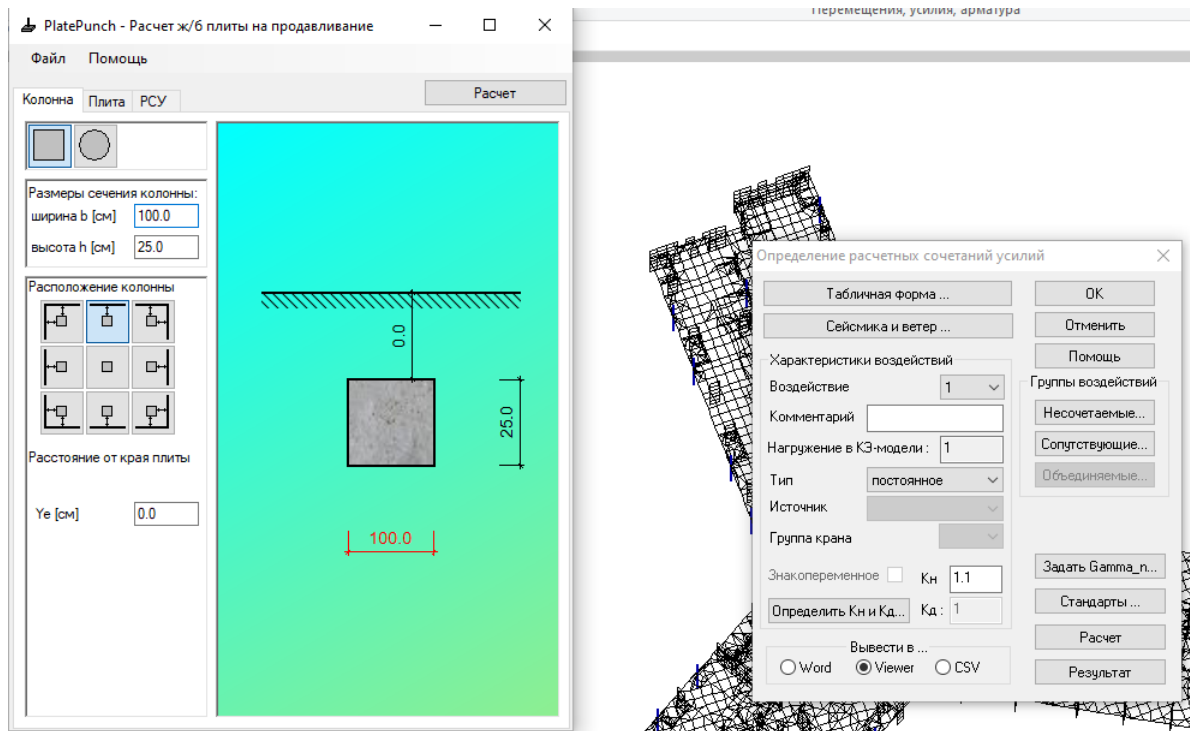 PlatePunch - Расчет ж/б плиты на продавливание
Файл Помощь
Колонна Плита РСУ
Расчет
Размеры сечения колонны:
ширина b [см] 100.0
высота h [см] 25.0
Расположение колонны
Расстояние от края плиты
Ye [см] 0.0
0.0
25.0
100.0
Перемещения, усилия, арматура
Определение расчетных сочетаний усилий
Табличная форма ...
Сейсмика и ветер ...
Характеристики воздействий
Воздействие 1
Комментарий
Нагружение в КЭ-модели : 1
Тип постоянное
Источник
Группа крана
Знакопеременное Кн 1.1
Определить Кн и Кд... Кд : 1
Вывести в ...
Word Viewer CSV
OK
Отменить
Помощь
Группы воздействий
Несочетаемые...
Сопутствующие...
Объединяемые...
Задать Gamma_n...
Стандарты ...
Расчет
Результат